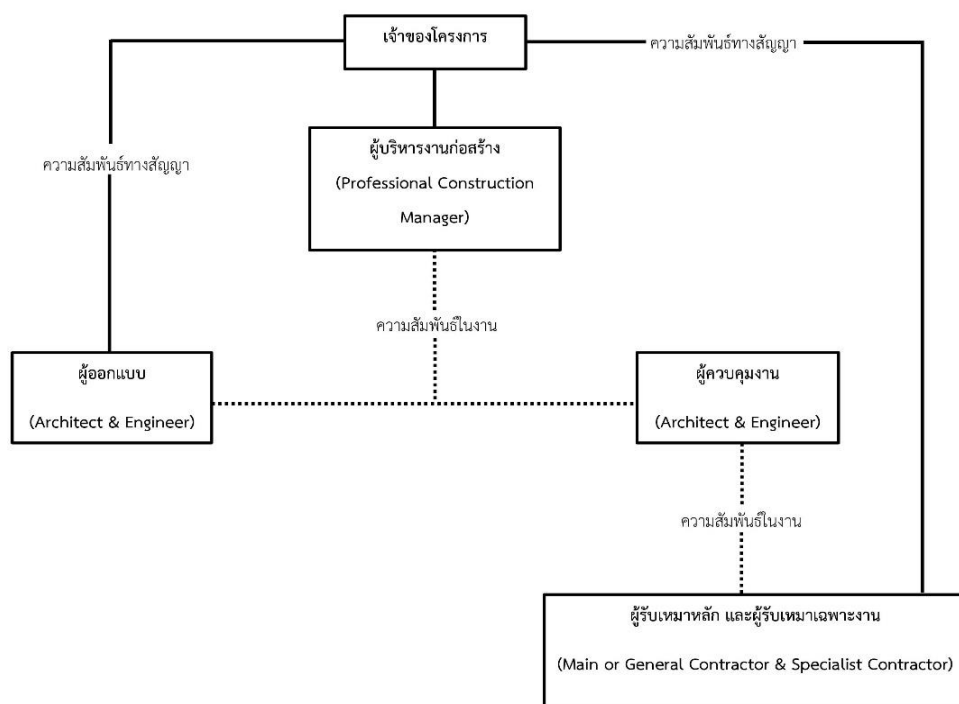 เจ้าของโครงการ
ความสัมพันธ์ทางสัญญา
ผู้บริหารงานก่อสร้าง
(Professional Construction
Manager)
ความสัมพันธ์ทางสัญญา
ความสัมพันธ์ในงาน
ผู้ออกแบบ
(Architect & Engineer)
ผู้ควบคุมงาน
(Architect & Engineer)
ความสัมพันธ์ในงาน
ผู้รับเหมาหลัก และผู้รับเหมาเฉพาะงาน
(Main or General Contractor & Specialist Contractor)